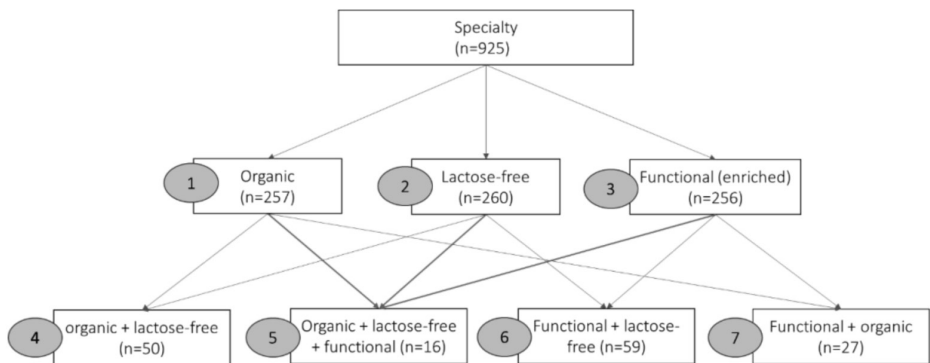 Specialty
(n=925)
1
Organic
(n=257)
2
Lactose-free
(n=260)
3
Functional (enriched)
(n=256)
4
organic + lactose-free
(n=50)
5
Organic + lactose-free
+ functional (n=16)
6
Functional + lactose-
free (n=59)
7
Functional + organic
(n=27)